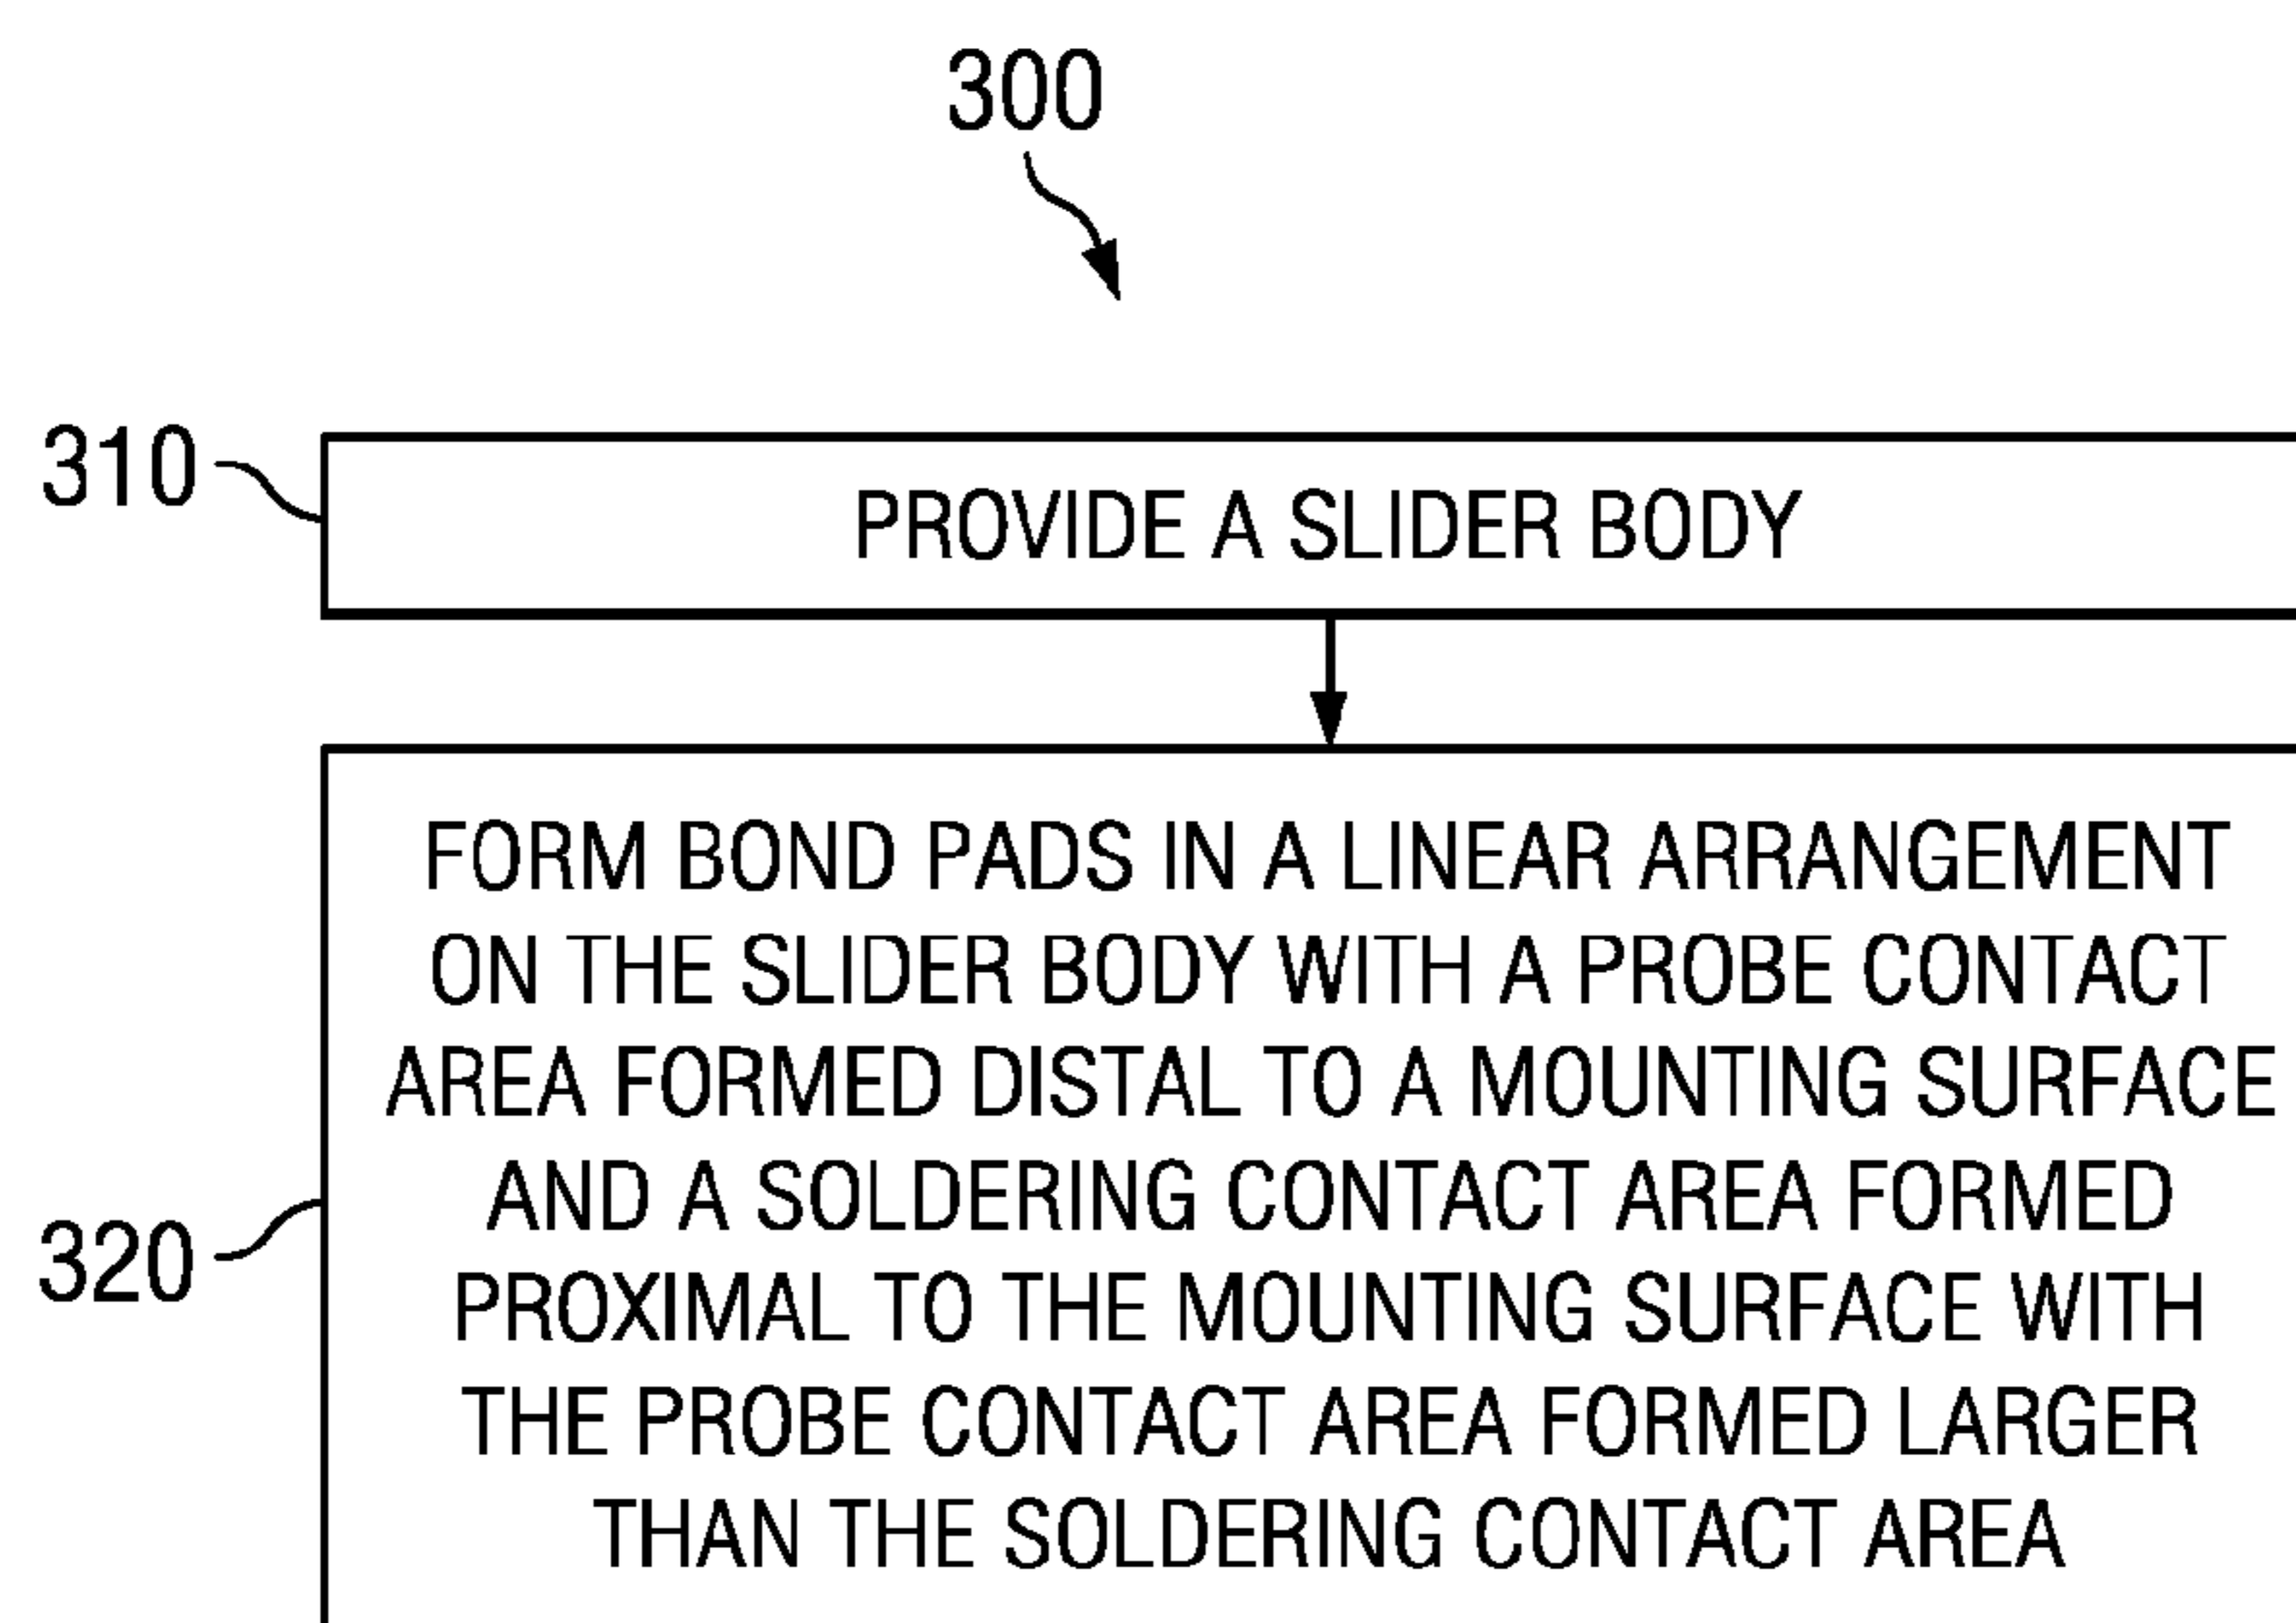 300
310
PROVIDE A SLIDER BODY
FORM BOND PADS IN A LINEAR ARRANGEMENT
ON THE SLIDER BODY WITH A PROBE CONTACT
AREA FORMED DISTAL TO A MOUNTING SURFACE
AND A SOLDERING CONTACT AREA FORMED
320
PROXIMAL TO THE MOUNTING SURFACE WITH
THE PROBE CONTACT AREA FORMED LARGER
THAN THE SOLDERING CONTACT AREA